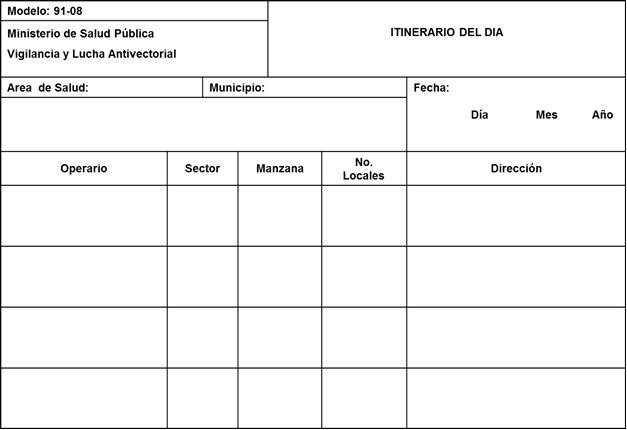 Modelo: 91-08
Ministerio de Salud Pública
Vigilancia y Lucha Antivectorial
ITINERARIO DEL DIA
Area de Salud:
Municipio:
Fecha:
Día Mes Año
Operario Sector Manzana No. Locales Dirección